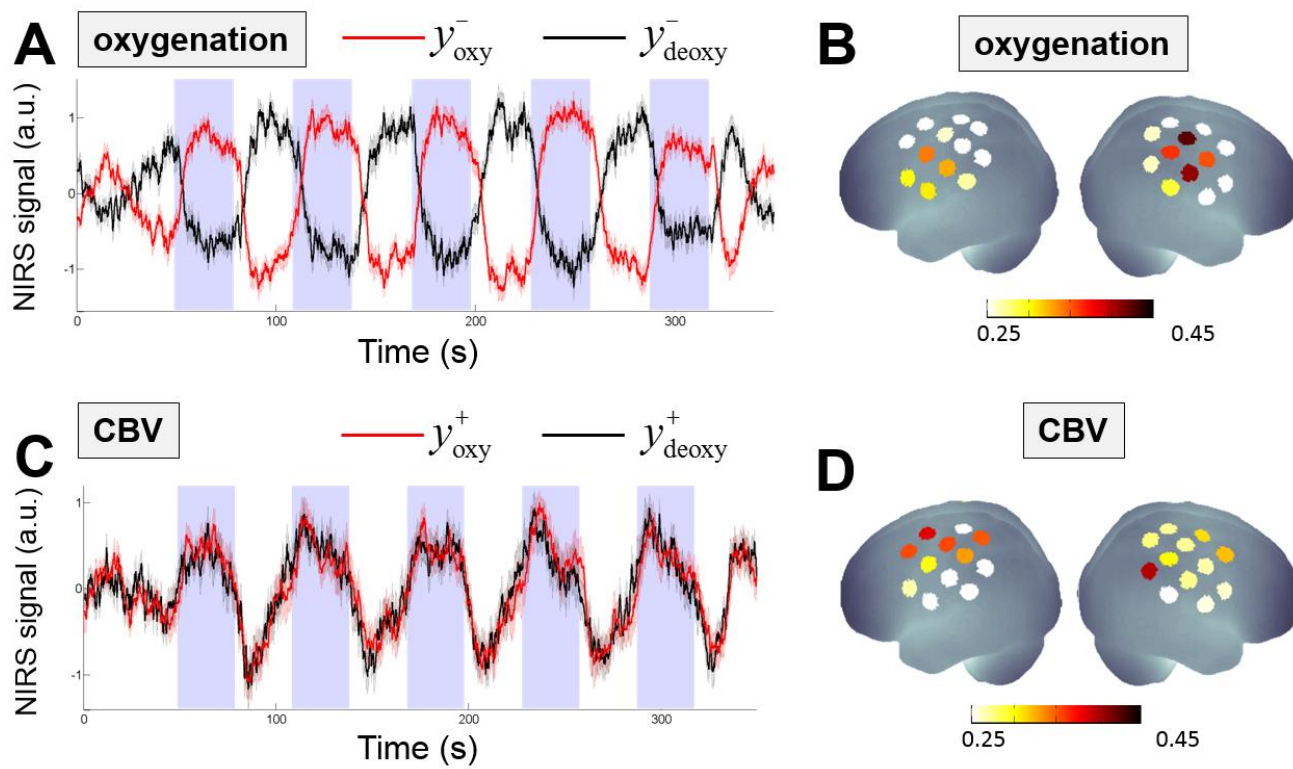 A
oxygenation
y⁻oxy
y⁻deoxy
NIRS signal (a.u.)
1
0
-1
0
100
200
300
Time (s)
B
oxygenation
0.25
0.45
C
CBV
y⁺oxy
y⁺deoxy
NIRS signal (a.u.)
1
0
-1
0
100
200
300
Time (s)
D
CBV
0.25
0.45